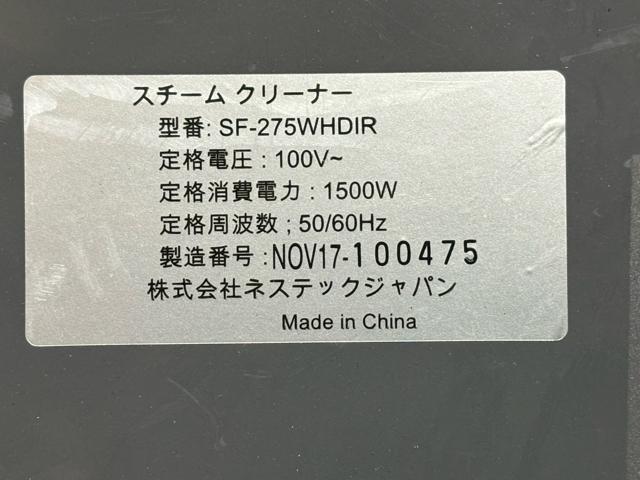 スチーム クリーナー
型番: SF-275WHDIR
定格電圧 : 100V~
定格消費電力 : 1500W
定格周波数 ; 50/60Hz
製造番号 : NOV17-100475
株式会社ネステックジャパン
Made in China